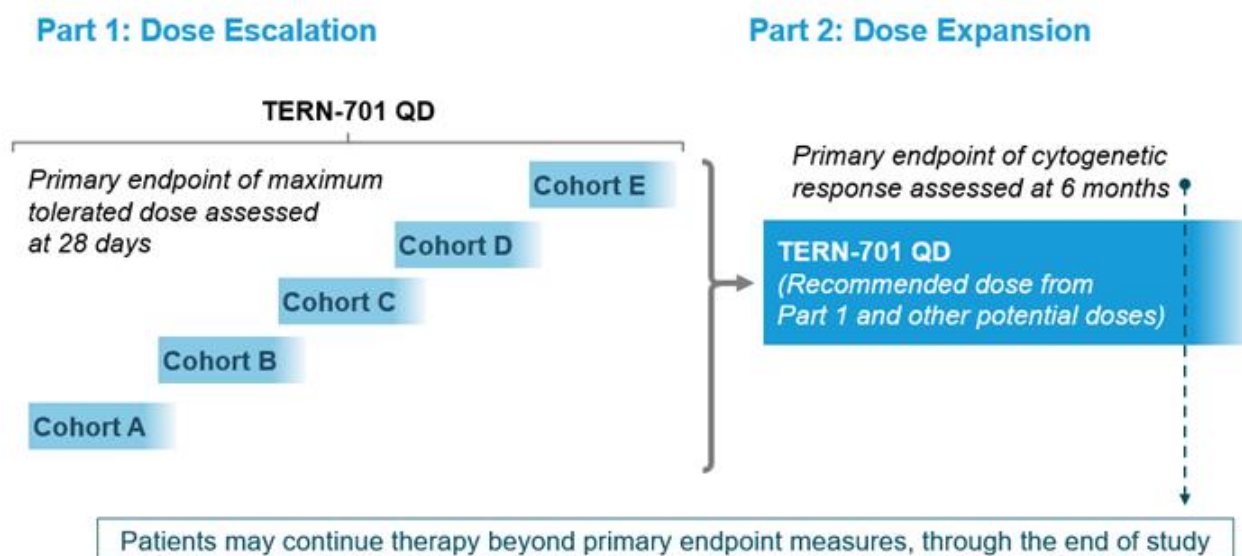 Part 1: Dose Escalation
Part 2: Dose Expansion
TERN-701 QD
Primary endpoint of maximum
tolerated dose assessed
at 28 days
Cohort E
Cohort D
Cohort C
Cohort B
Cohort A
Primary endpoint of cytogenetic
response assessed at 6 months
TERN-701 QD
(Recommended dose from
Part 1 and other potential doses)
Patients may continue therapy beyond primary endpoint measures, through the end of study